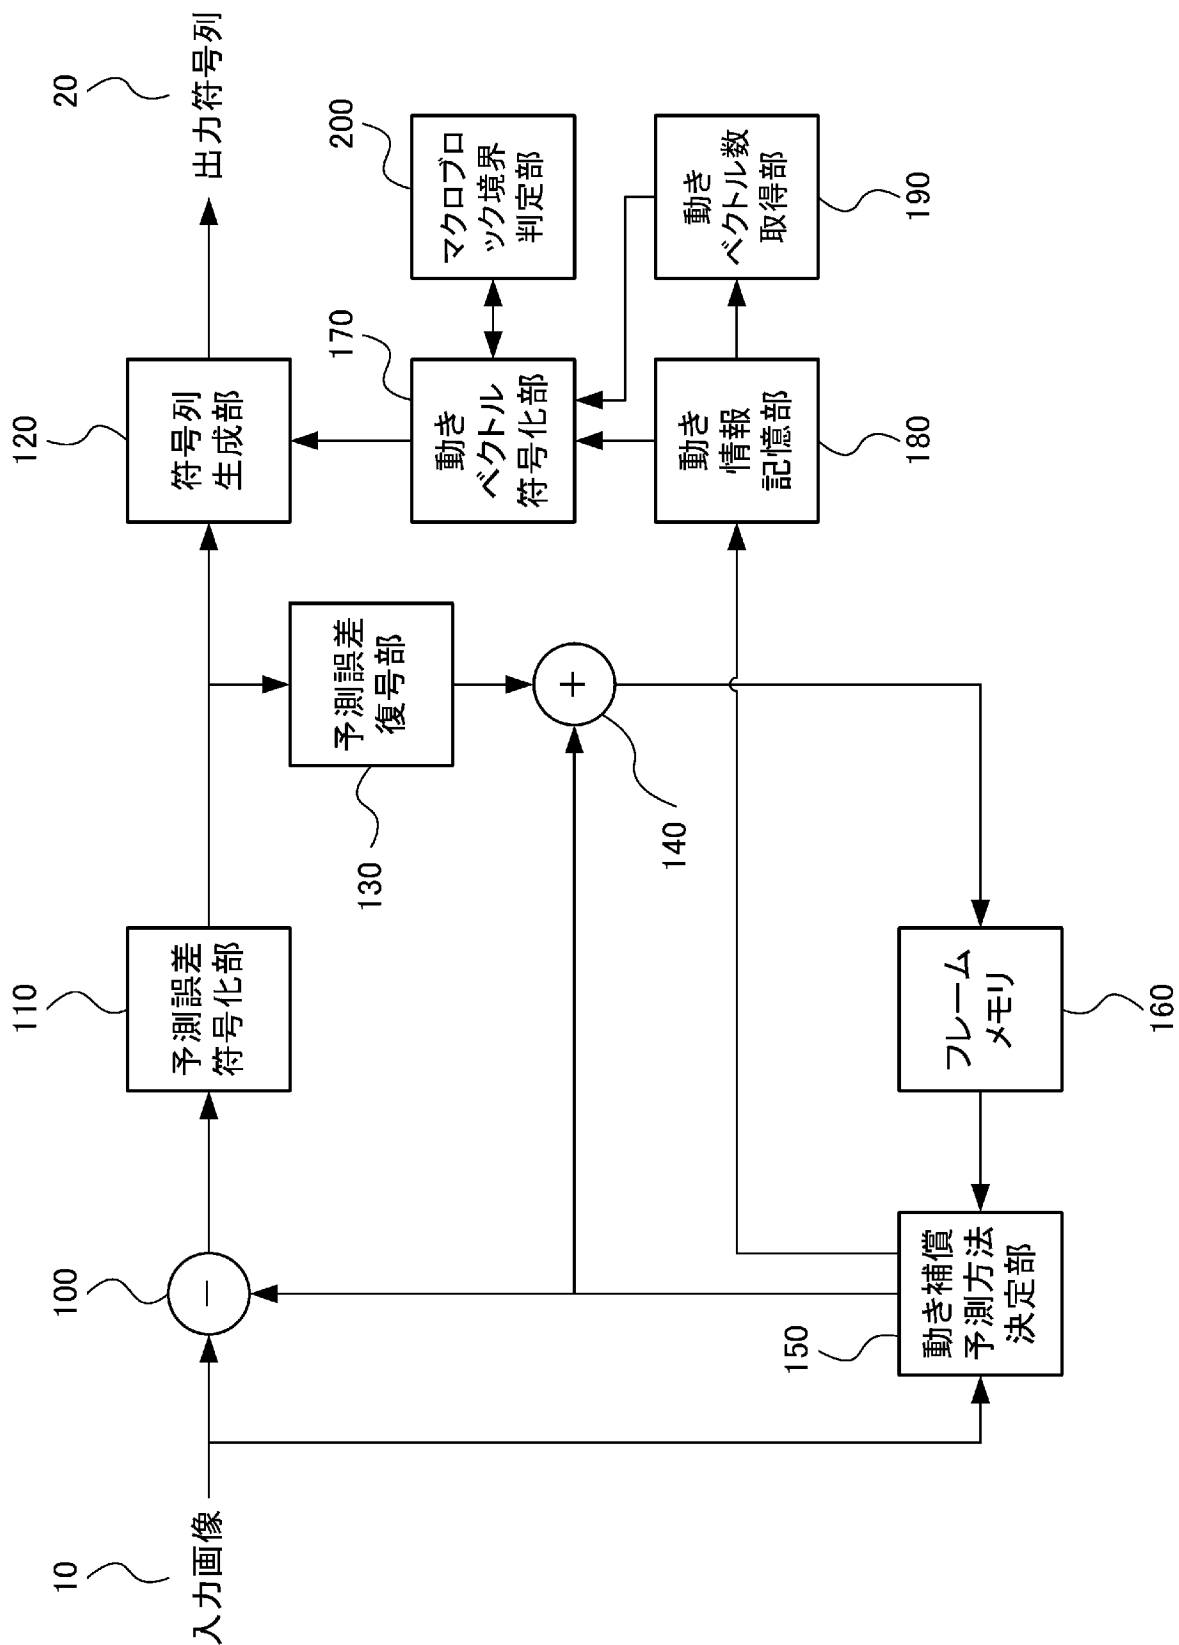 10
入力画像
100
−
110
予測誤差
符号化部
120
符号列
生成部
20
出力符号列
130
予測誤差
復号部
140
+
170
動き
ベクトル
符号化部
200
マクロブロ
ック境界
判定部
150
動き補償
予測方法
決定部
160
フレーム
メモリ
180
動き
情報
記憶部
190
動き
ベクトル数
取得部